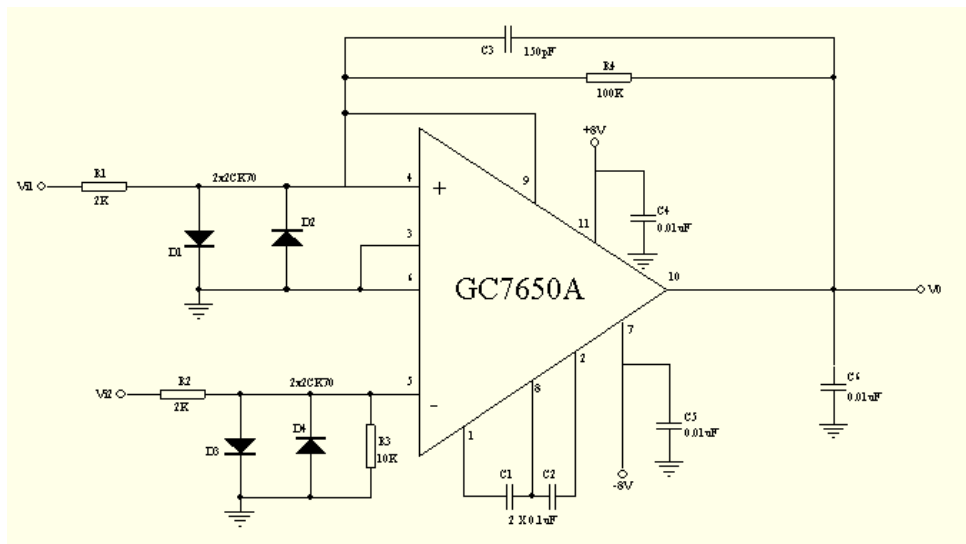 C3
150pF
R4
100K
+8V
R1
2x2CK70
4
+
9
Vi1
2K
C4
0.01uF
11
D2
D1
3
6
GC7650A
10
V0
7
R2
2x2CK70
5
Vi2
2K
-
8
2
C6
0.01uF
C5
0.01uF
D3
D4
R3
10K
1
C1
C2
-8V
2 X 0.1uF